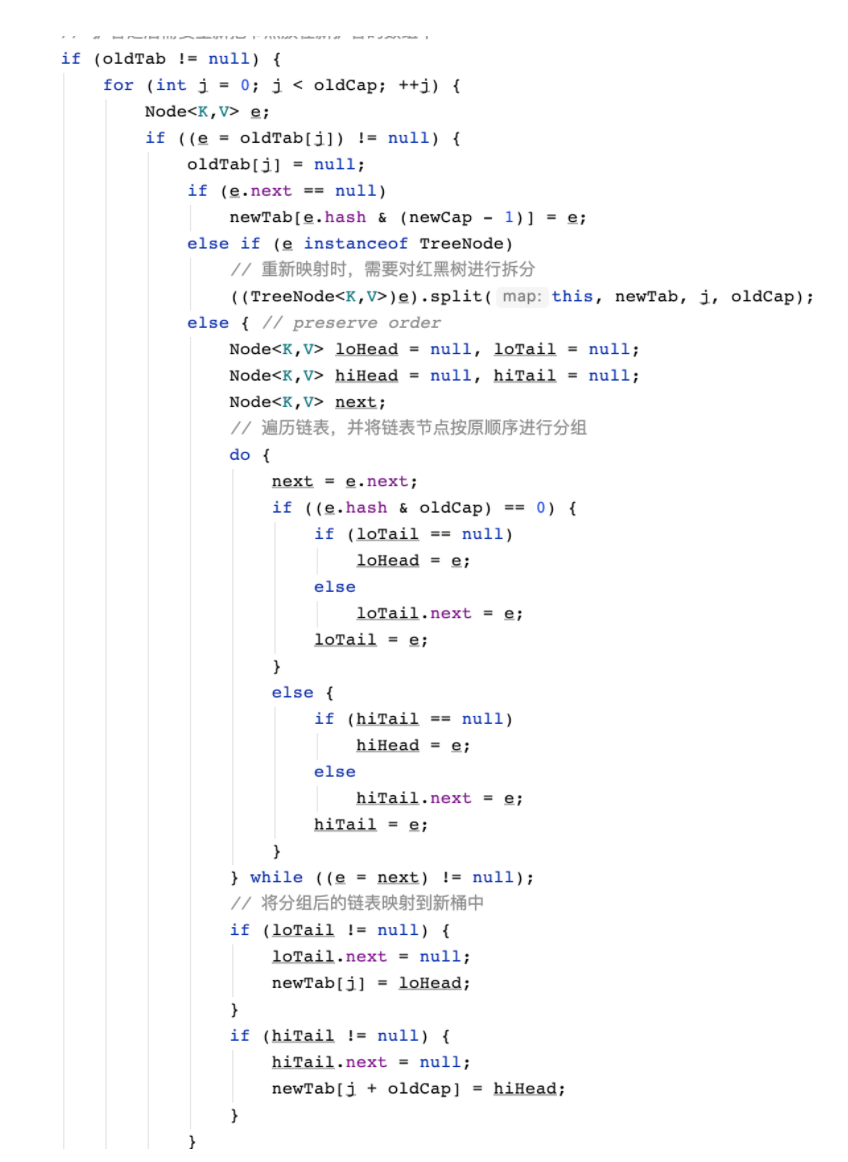 if (oldTab != null) {
for (int j = 0; j < oldCap; ++j) {
Node<K,V> e;
if ((e = oldTab[j]) != null) {
oldTab[j] = null;
if (e.next == null)
newTab[e.hash & (newCap - 1)] = e;
else if (e instanceof TreeNode)
// 重新映射时，需要对红黑树进行拆分
((TreeNode<K,V>)e).split( map: this, newTab, j, oldCap);
else { // preserve order
Node<K,V> loHead = null, loTail = null;
Node<K,V> hiHead = null, hiTail = null;
Node<K,V> next;
// 遍历链表，并将链表节点按原顺序进行分组
do {
next = e.next;
if ((e.hash & oldCap) == 0) {
if (loTail == null)
loHead = e;
else
loTail.next = e;
loTail = e;
}
else {
if (hiTail == null)
hiHead = e;
else
hiTail.next = e;
hiTail = e;
}
} while ((e = next) != null);
// 将分组后的链表映射到新桶中
if (loTail != null) {
loTail.next = null;
newTab[j] = loHead;
}
if (hiTail != null) {
hiTail.next = null;
newTab[j + oldCap] = hiHead;
}
}